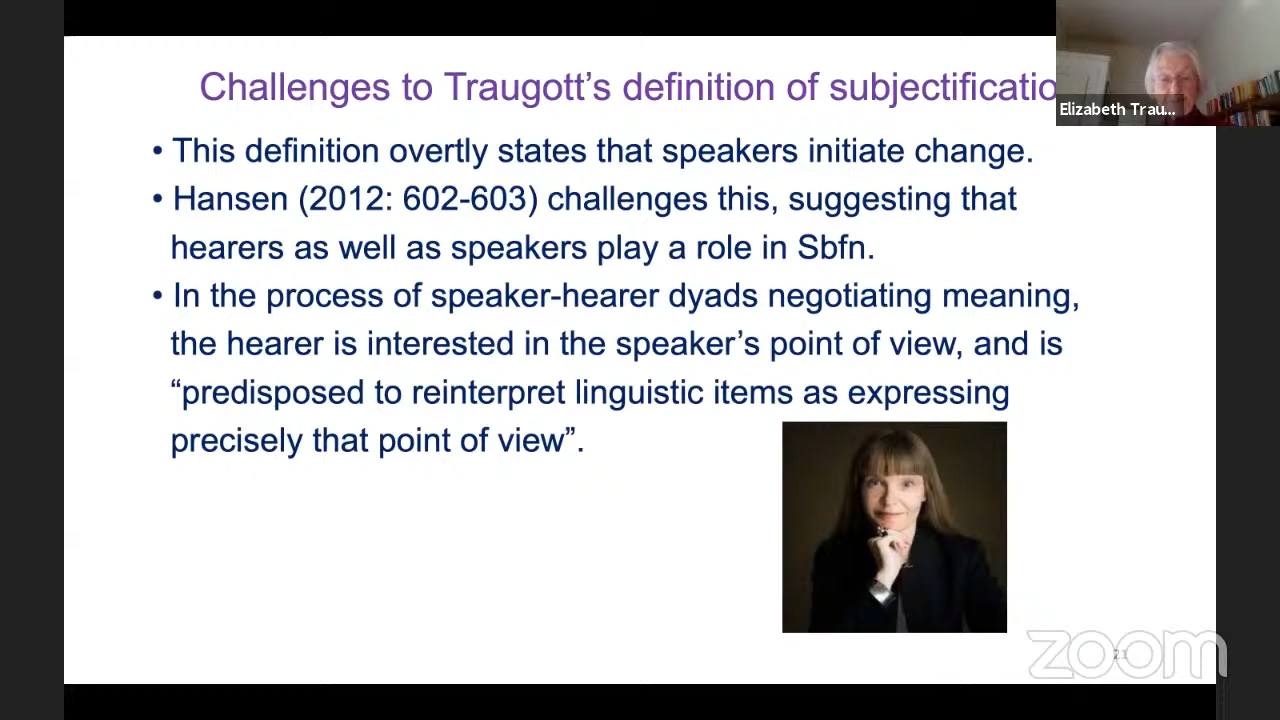 Challenges to Traugott's definition of subjectificatio
Elizabeth Trau...
• This definition overtly states that speakers initiate change.
• Hansen (2012: 602-603) challenges this, suggesting that
hearers as well as speakers play a role in Sbfn.
• In the process of speaker-hearer dyads negotiating meaning,
the hearer is interested in the speaker's point of view, and is
“predisposed to reinterpret linguistic items as expressing
precisely that point of view”.
zoom
21